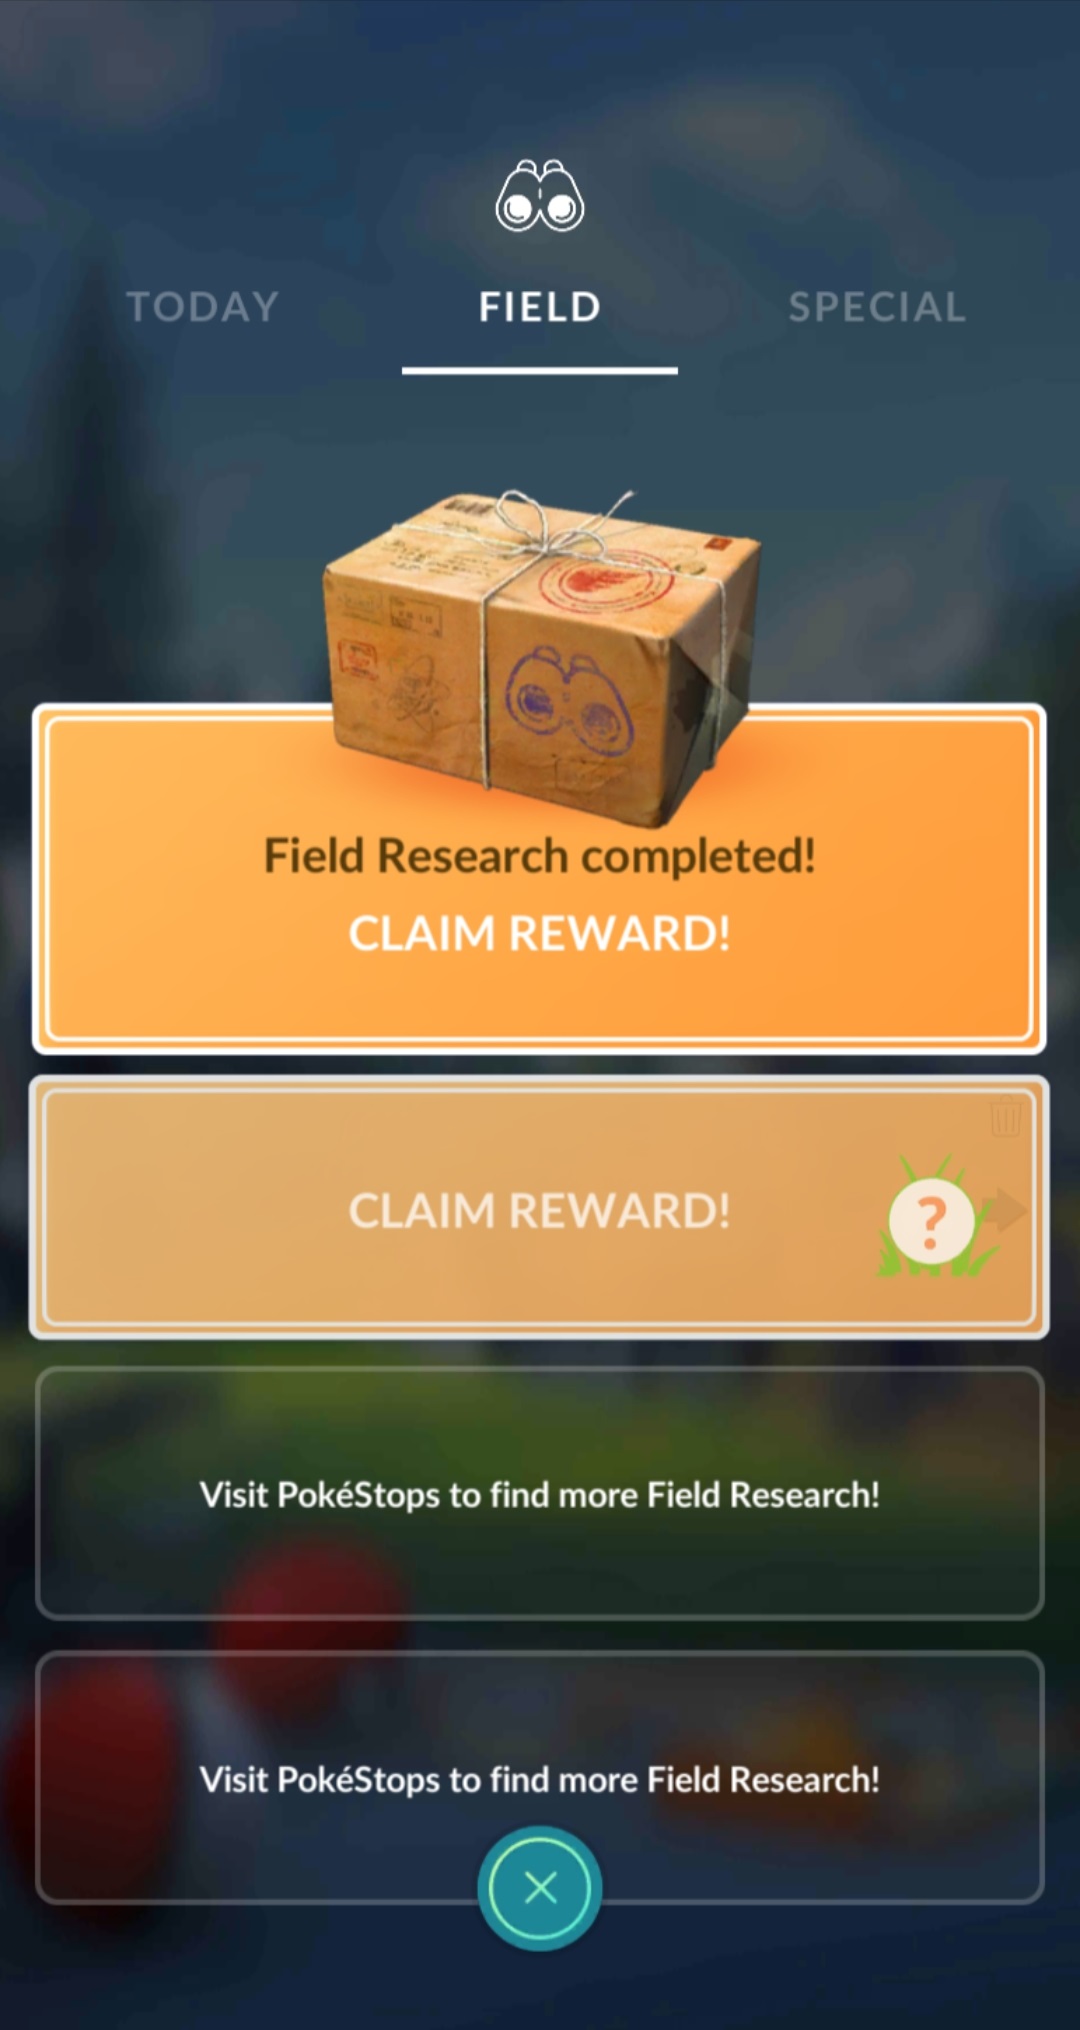 TODAY
FIELD
SPECIAL
Field Research completed!
CLAIM REWARD!
CLAIM REWARD!
?
Visit PokéStops to find more Field Research!
Visit PokéStops to find more Field Research!